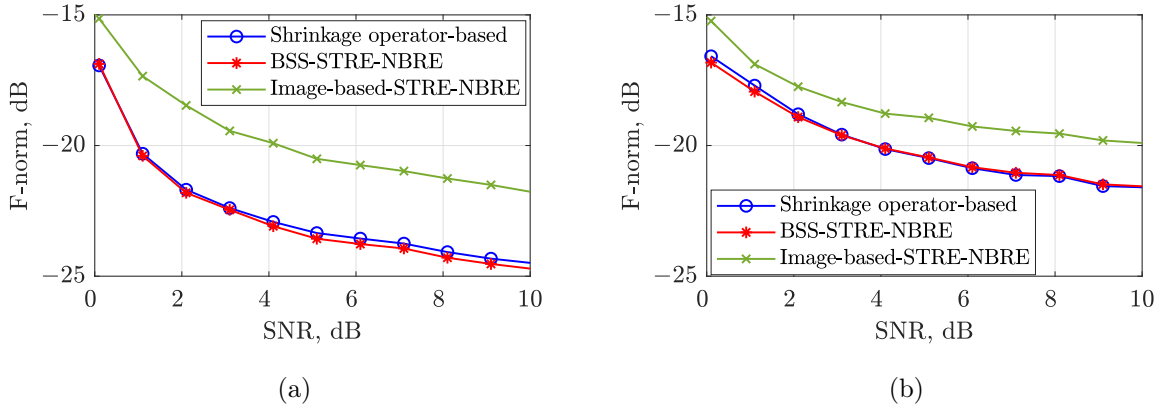 −15
−20
−25
F-norm, dB
0 2 4 6 8 10
SNR, dB
Shrinkage operator-based
BSS-STRE-NBRE
Image-based-STRE-NBRE
(a)
−15
−20
−25
F-norm, dB
0 2 4 6 8 10
SNR, dB
Shrinkage operator-based
BSS-STRE-NBRE
Image-based-STRE-NBRE
(b)